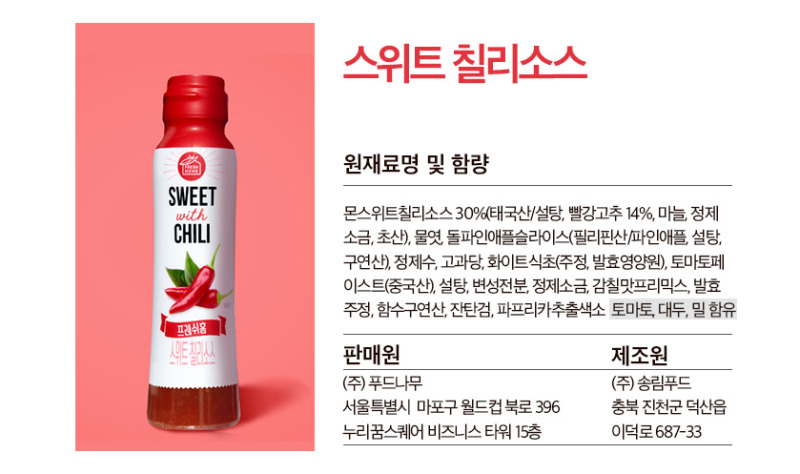 스위트 칠리소스
FRESH
HOME
SWEET
with
CHILI
프레쉬홈
스위트 칠리소스
원재료명 및 함량
몬스위트칠리소스 30%(태국산/설탕, 빨강고추 14%, 마늘, 정제
소금, 초산), 물엿, 돌파인애플슬라이스(필리핀산/파인애플, 설탕,
구연산), 정제수, 고과당, 화이트식초(주정, 발효영양원), 토마토페
이스트(중국산), 설탕, 변성전분, 정제소금, 감칠맛프리믹스, 발효
주정, 함수구연산, 잔탄검, 파프리카추출색소 토마토, 대두, 밀 함유
판매원
(주) 푸드나무
서울특별시 마포구 월드컵 북로 396
누리꿈스퀘어 비즈니스 타워 15층
제조원
(주) 송림푸드
충북 진천군 덕산읍
이덕로 687-33